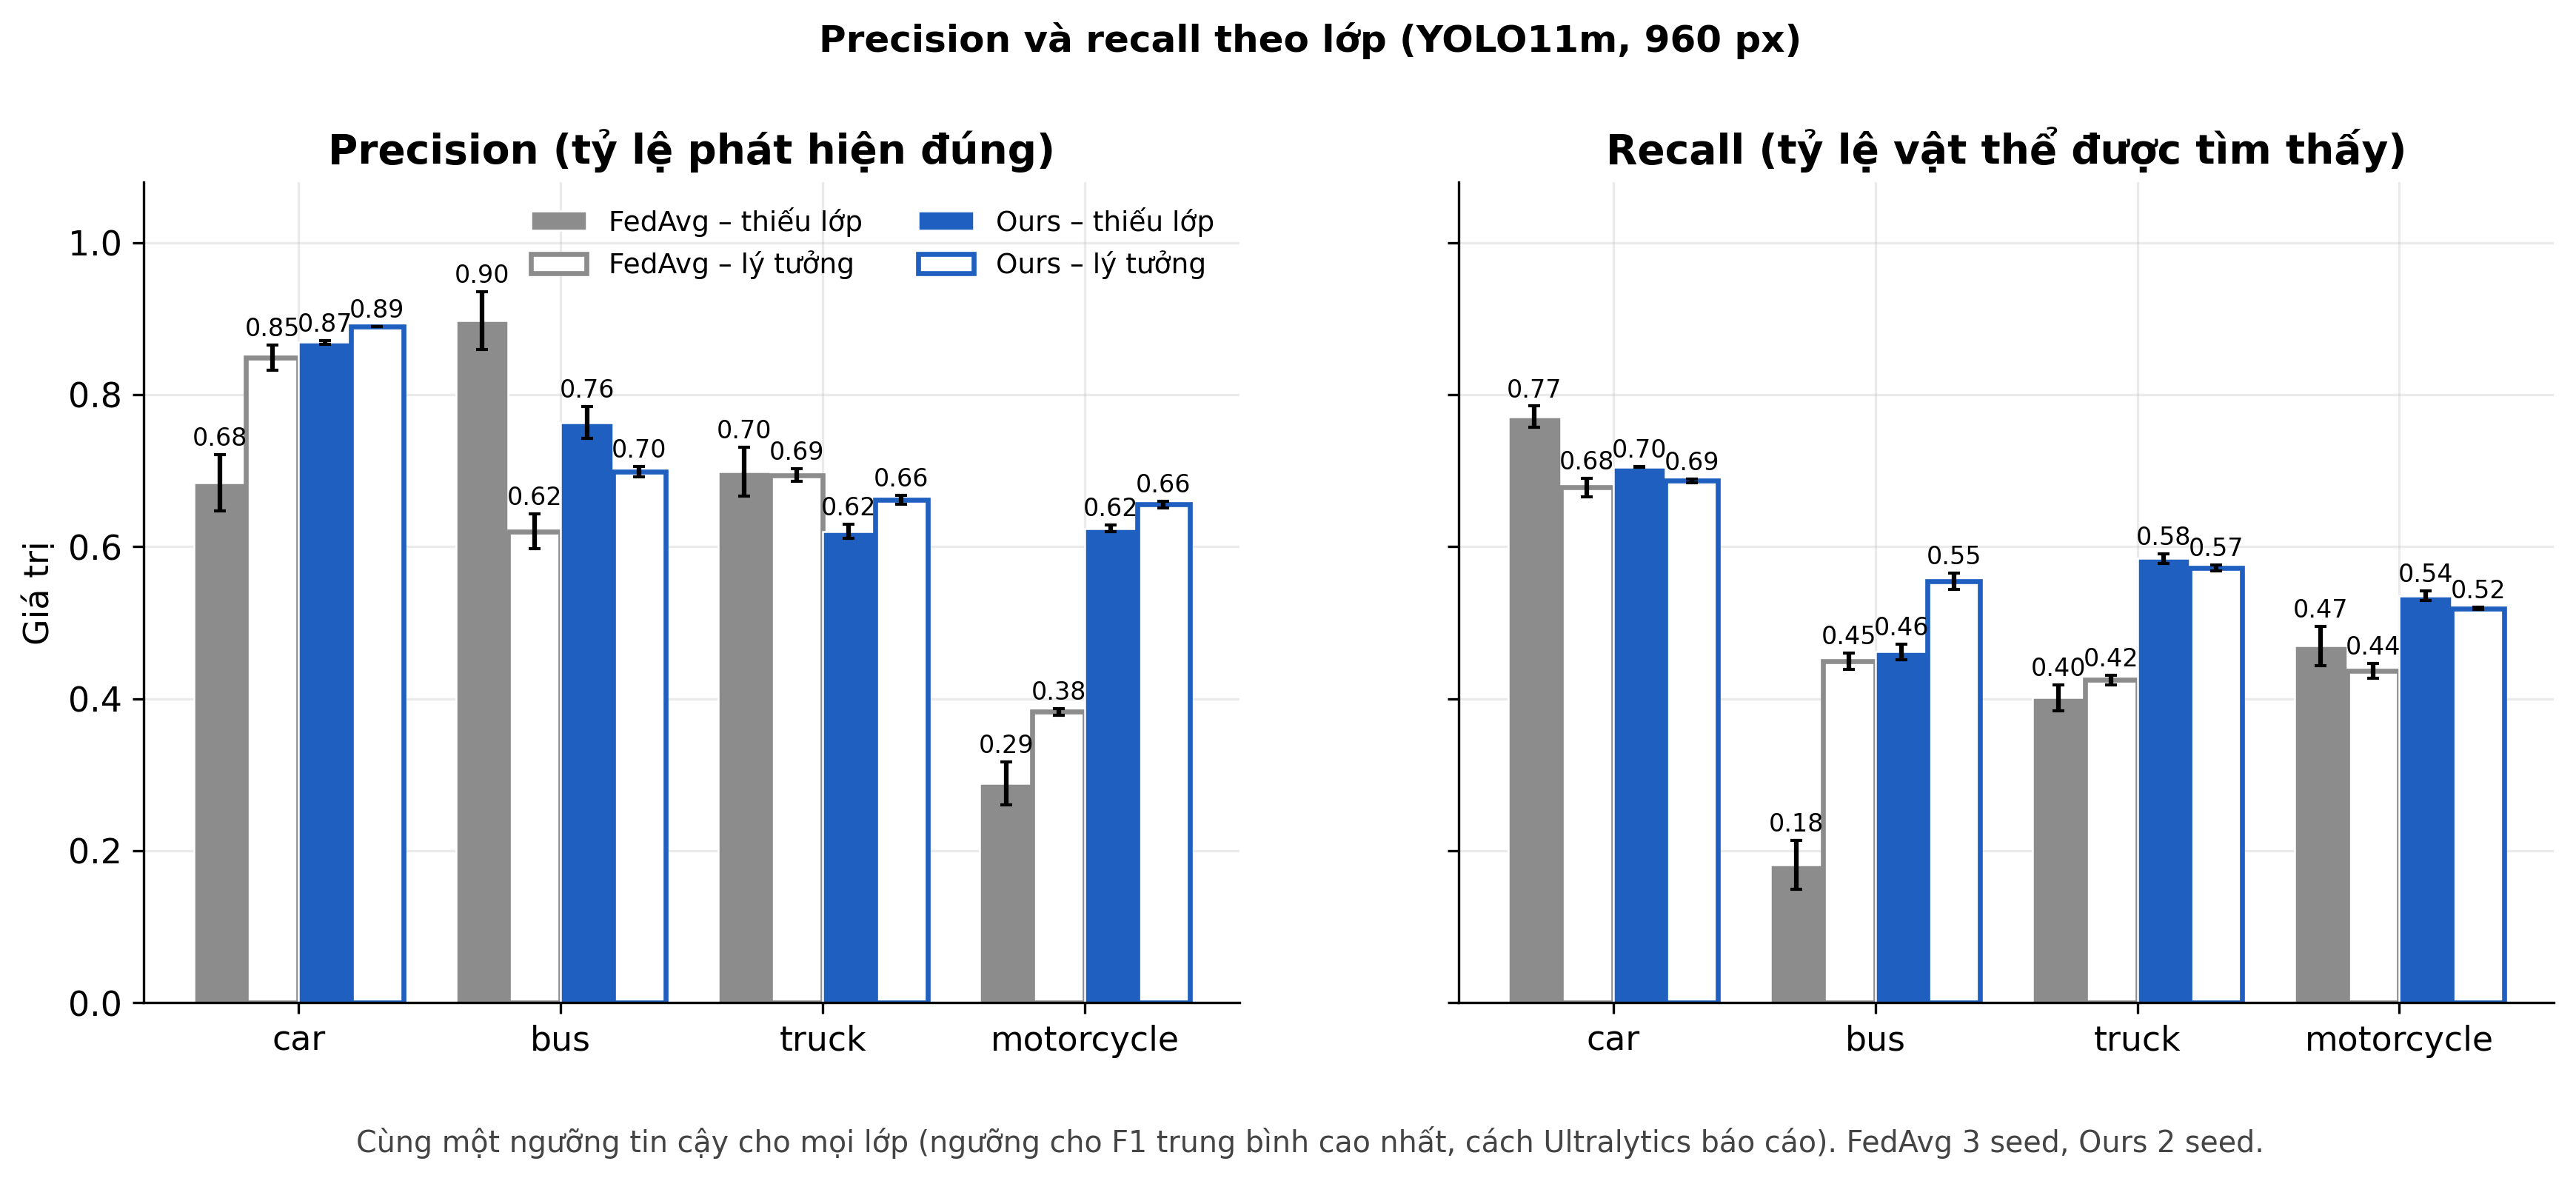 Precision và recall theo lớp (YOLO11m, 960 px)
Precision (tỷ lệ phát hiện đúng)
FedAvg – thiếu lớp
FedAvg – lý tưởng
Ours – thiếu lớp
Ours – lý tưởng
Giá trị
1.0
0.8
0.6
0.4
0.2
0.0
0.68
0.85
0.87
0.89
0.90
0.62
0.76
0.70
0.70
0.69
0.62
0.66
0.29
0.38
0.62
0.66
car
bus
truck
motorcycle
Recall (tỷ lệ vật thể được tìm thấy)
0.77
0.68
0.70
0.69
0.18
0.45
0.46
0.55
0.40
0.42
0.58
0.57
0.47
0.44
0.54
0.52
car
bus
truck
motorcycle
Cùng một ngưỡng tin cậy cho mọi lớp (ngưỡng cho F1 trung bình cao nhất, cách Ultralytics báo cáo). FedAvg 3 seed, Ours 2 seed.